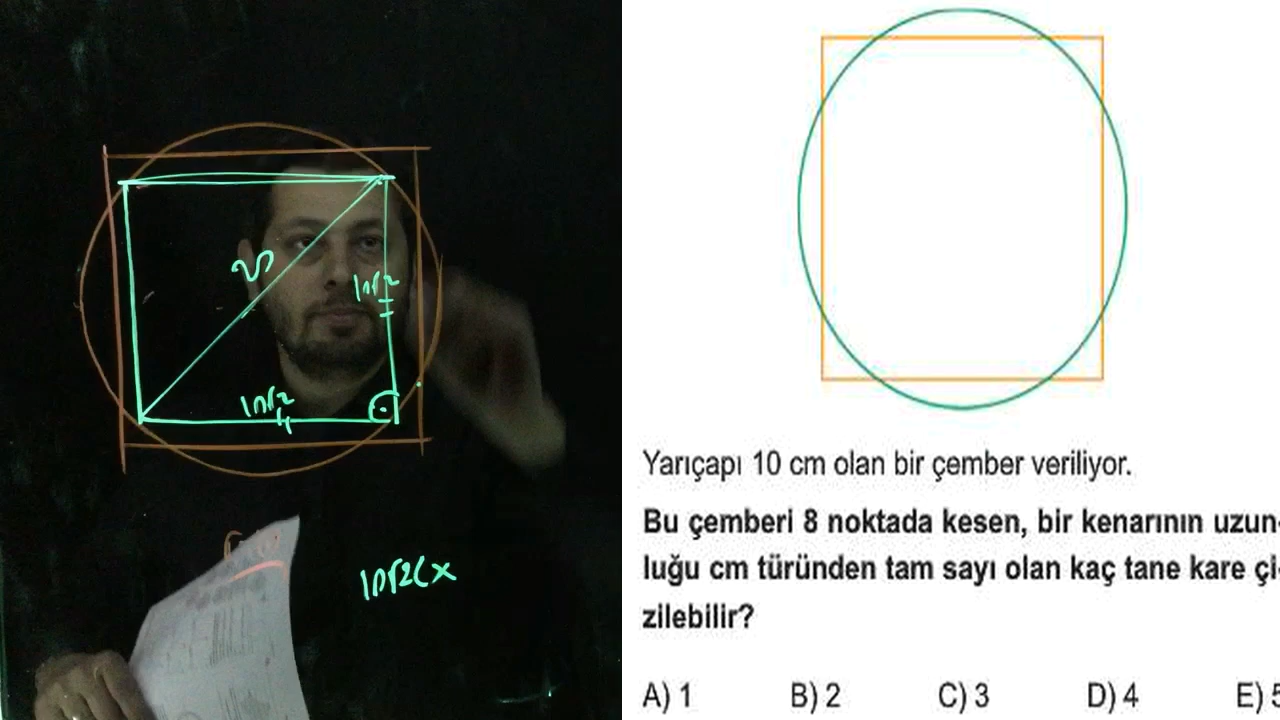 10√2
10√2
10√2 < x
Yarıçapı 10 cm olan bir çember veriliyor.
Bu çemberi 8 noktada kesen, bir kenarının uzun-
luğu cm türünden tam sayı olan kaç tane kare çi-
zilebilir?
A) 1 B) 2 C) 3 D) 4 E) 5